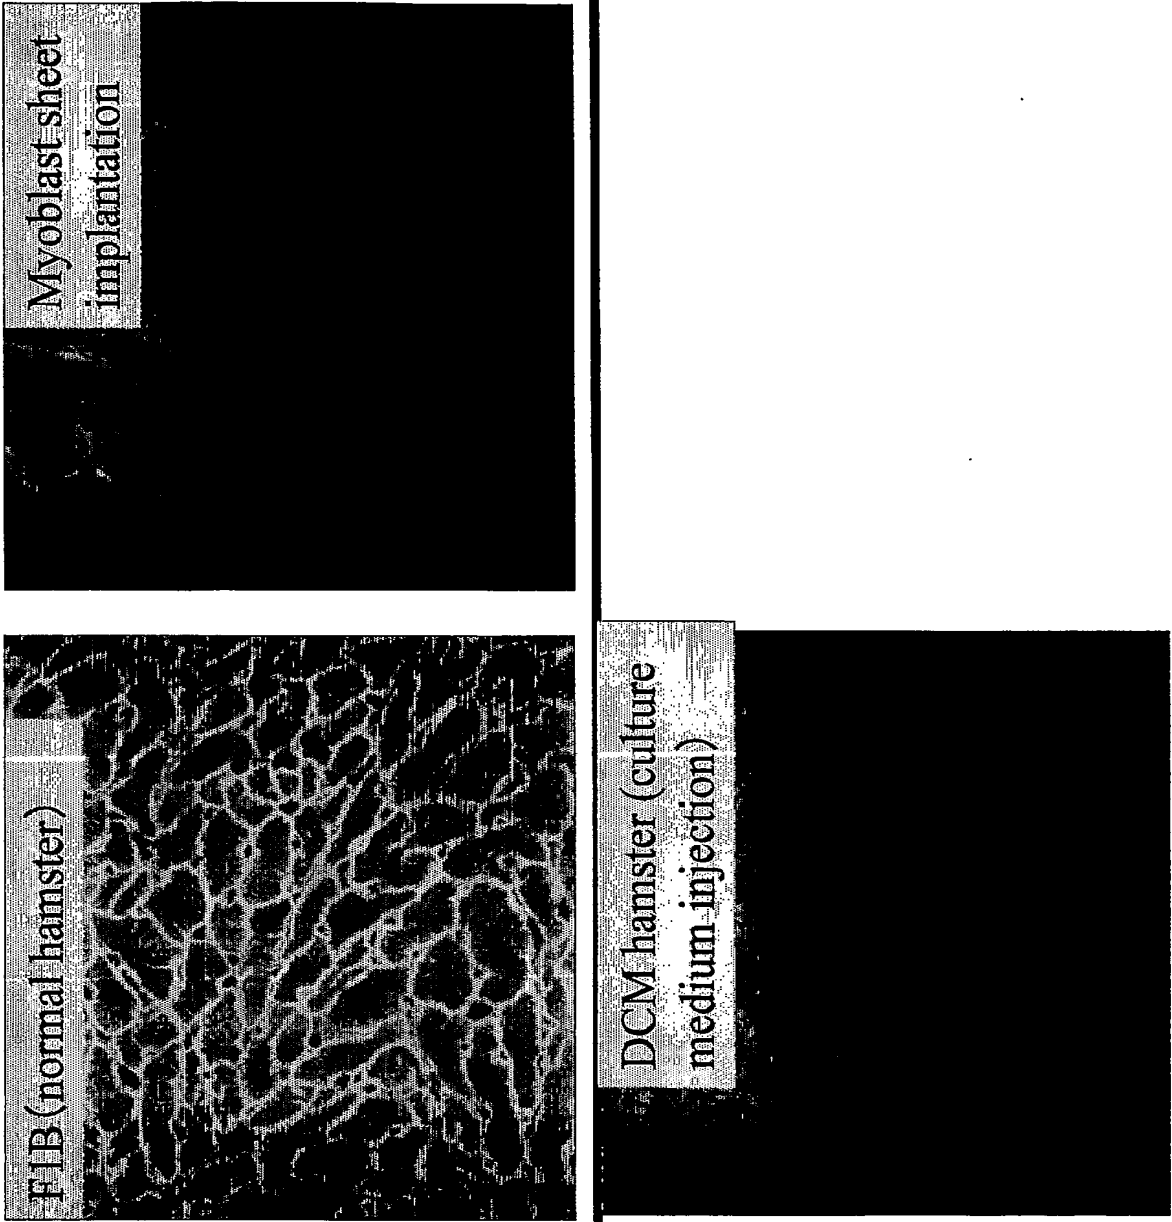 F1B (normal hamster)
Myoblast sheet
implantation
DCM hamster (culture
medium injection)